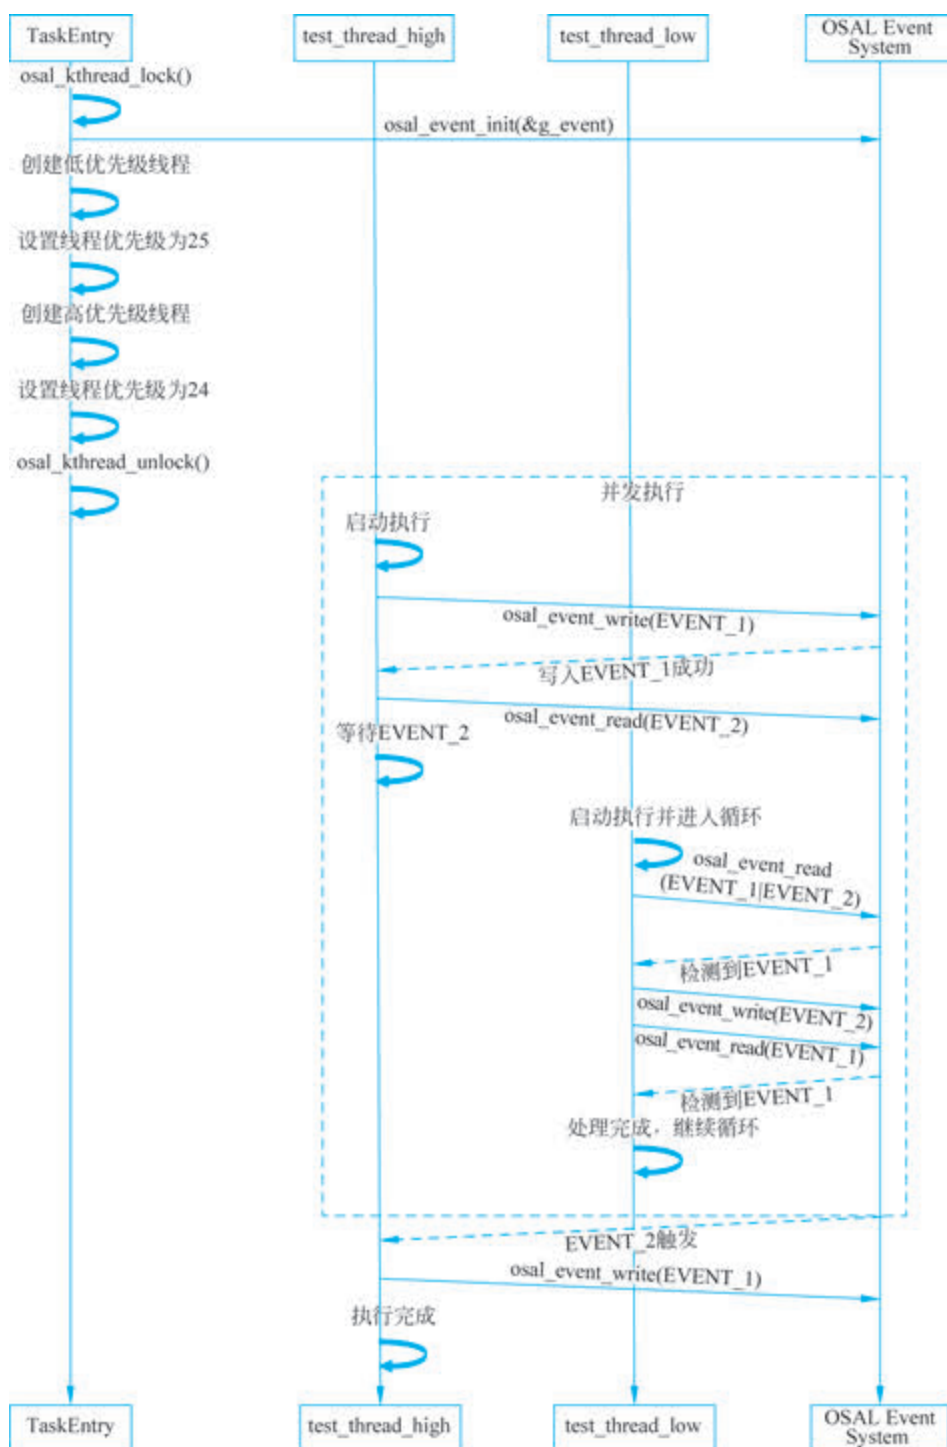 TaskEntry
test_thread_high
test_thread_low
OSAL Event
System
osal_kthread_lock()
osal_event_init(&g_event)
创建低优先级线程
设置线程优先级为25
创建高优先级线程
设置线程优先级为24
osal_kthread_unlock()
并发执行
启动执行
osal_event_write(EVENT_1)
写入EVENT_1成功
osal_event_read(EVENT_2)
等待EVENT_2
启动执行并进入循环
osal_event_read
(EVENT_1|EVENT_2)
检测到EVENT_1
osal_event_write(EVENT_2)
osal_event_read(EVENT_1)
检测到EVENT_1
处理完成，继续循环
EVENT_2触发
osal_event_write(EVENT_1)
执行完成
TaskEntry
test_thread_high
test_thread_low
OSAL Event
System